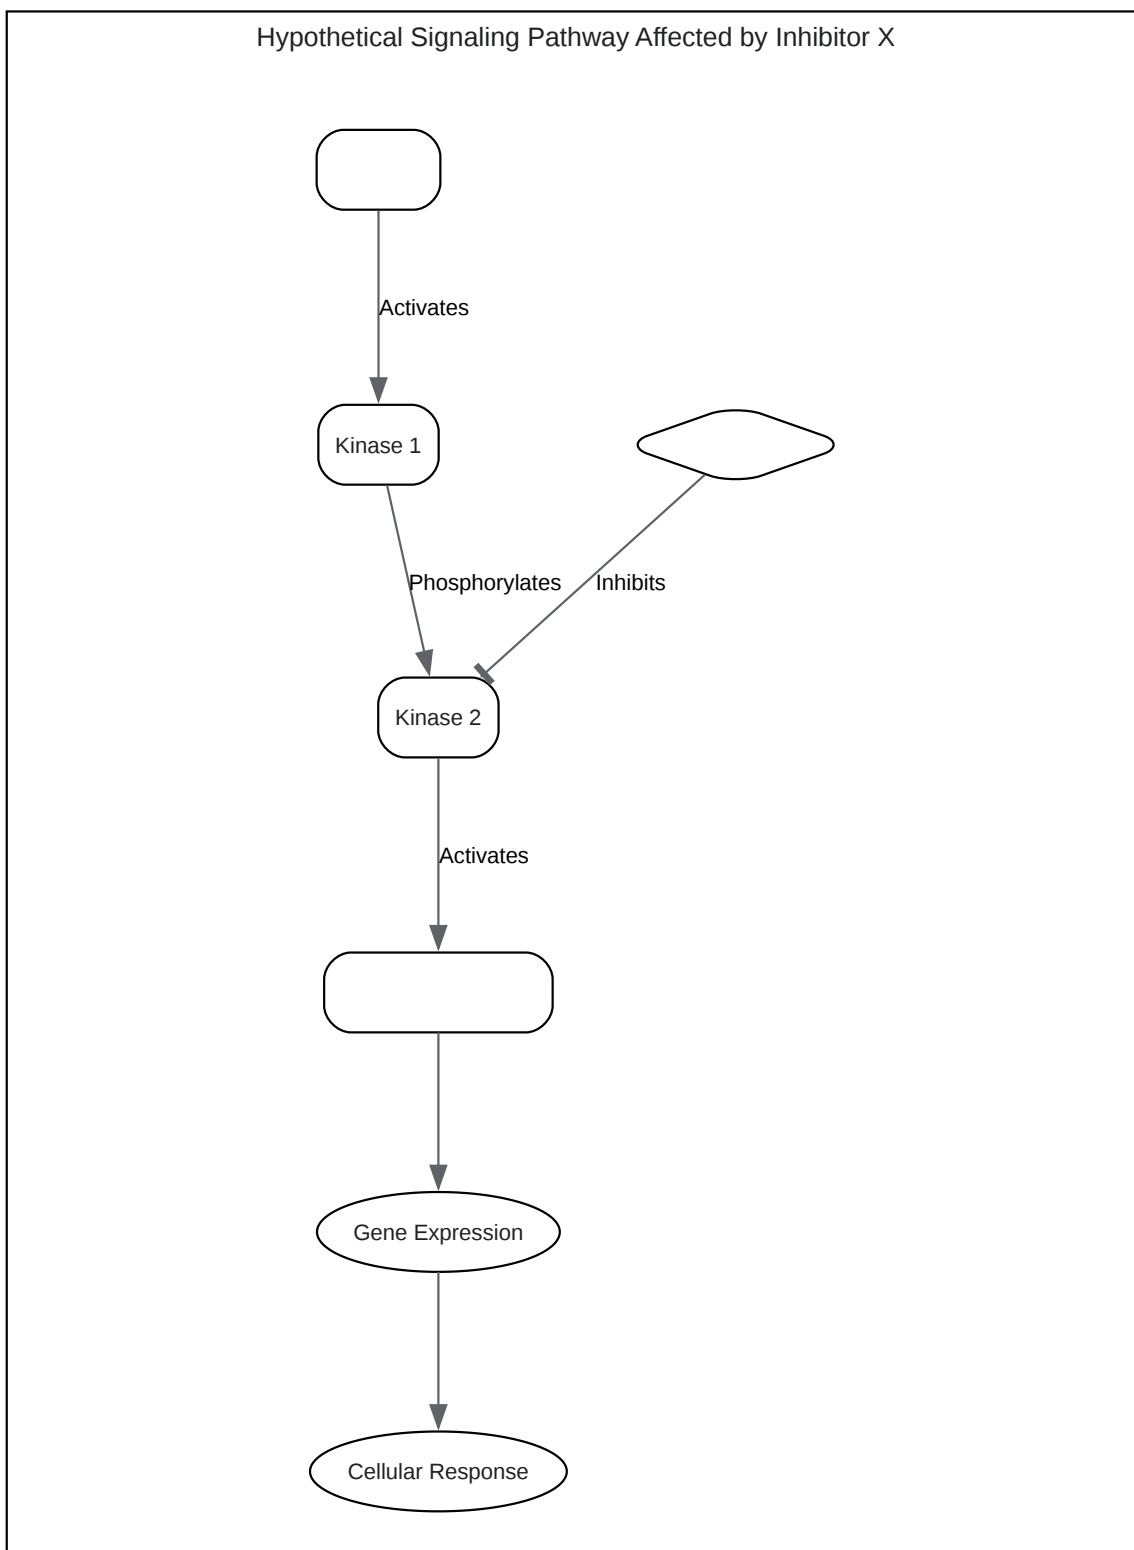 Hypothetical Signaling Pathway Affected by Inhibitor X
Activates
Kinase 1
Phosphorylates
Inhibits
Kinase 2
Activates
Gene Expression
Cellular Response